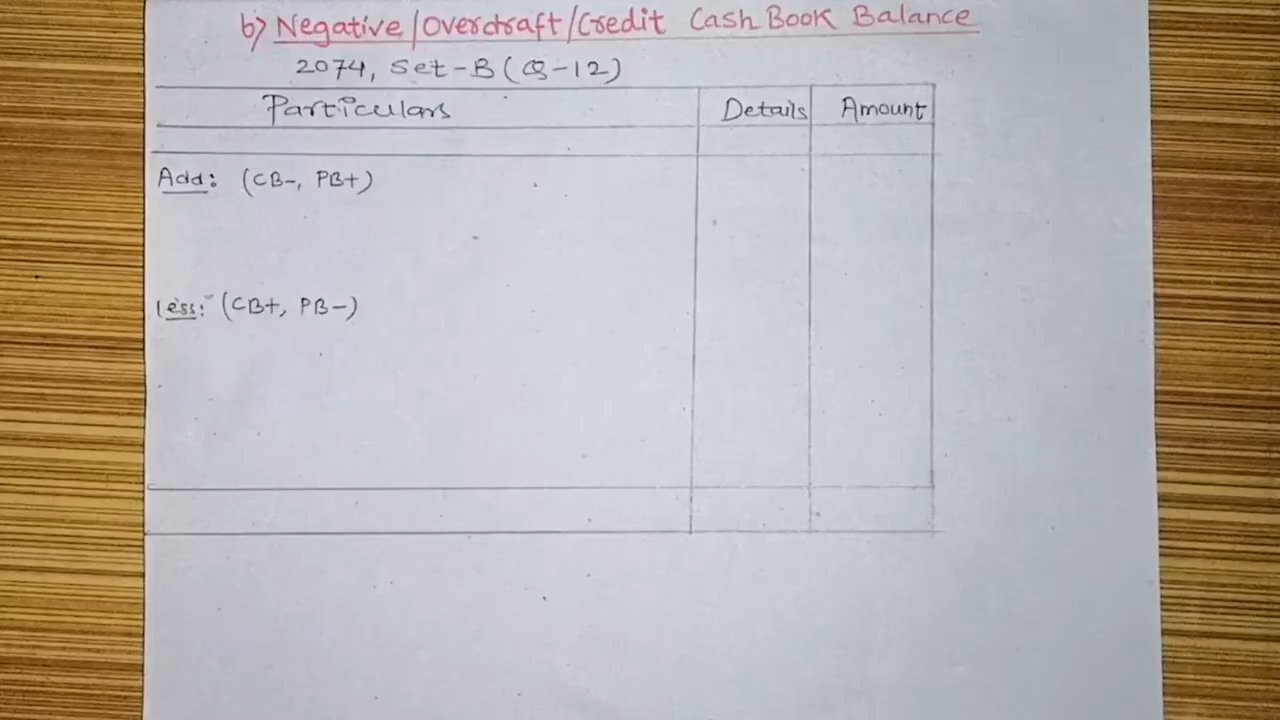 b) Negative/Overdraft/Credit Cash Book Balance
2074, Set-B (Q-12)
Particulars Details Amount
Add: (CB-, PB+)
Less: (CB+, PB-)